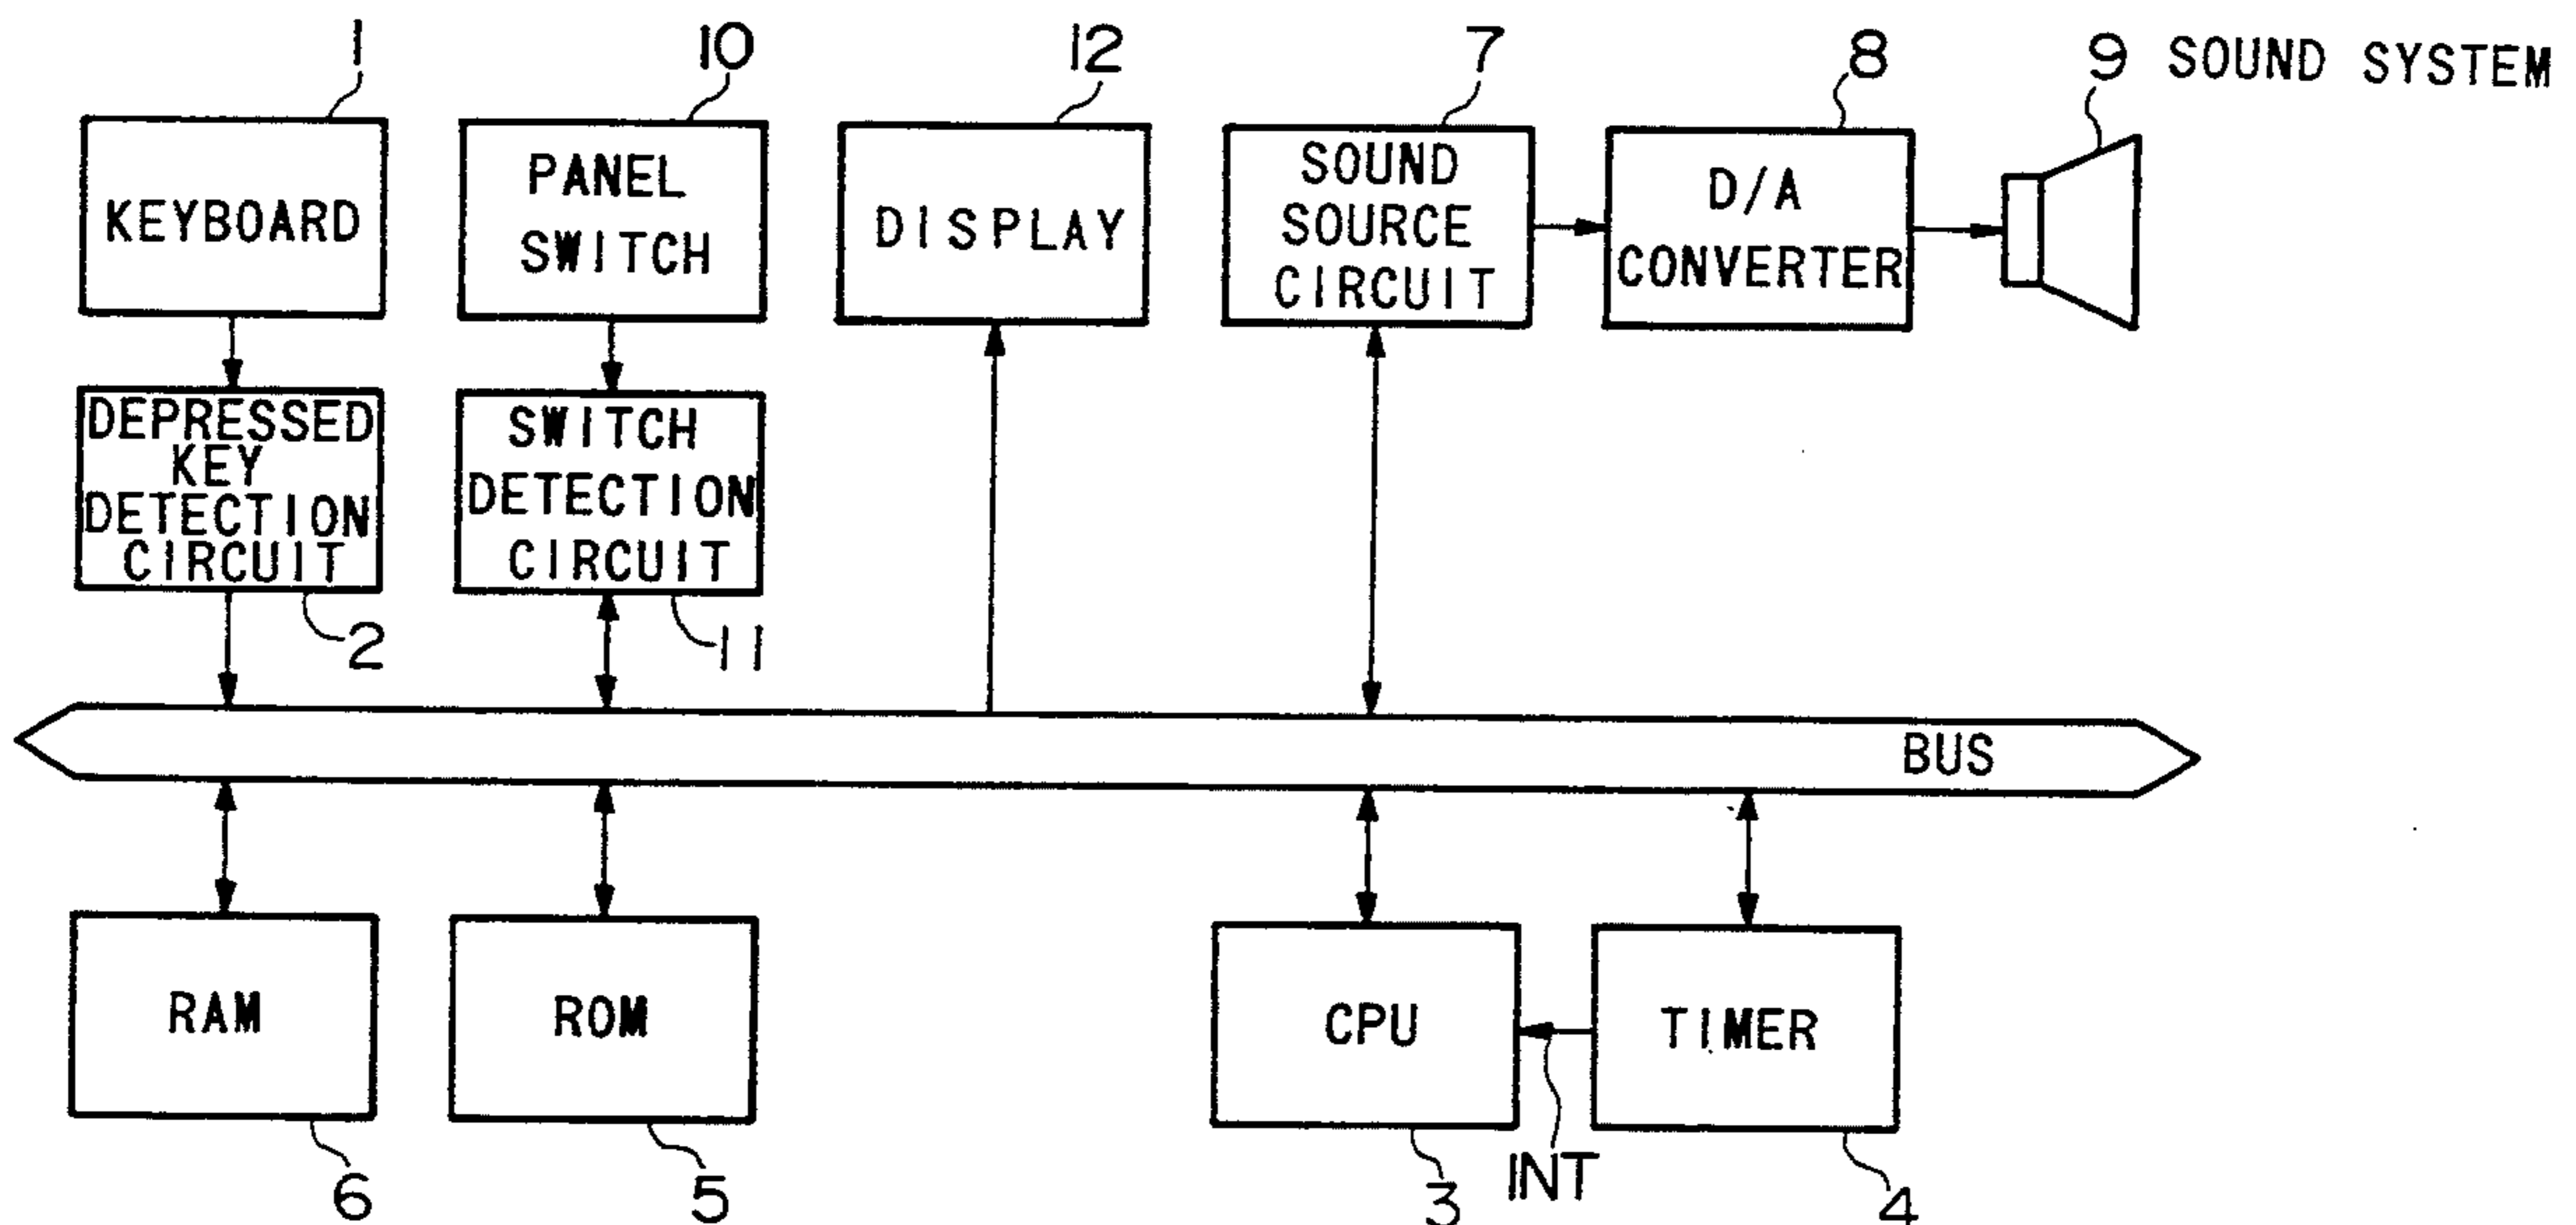 1
10
12
7
8
9 SOUND SYSTEM
KEYBOARD
PANEL
SWITCH
DISPLAY
SOUND
SOURCE
CIRCUIT
D/A
CONVERTER
DEPRESSED
KEY
DETECTION
CIRCUIT
SWITCH
DETECTION
CIRCUIT
2
11
BUS
RAM
ROM
CPU
TIMER
6
5
3
INT
4